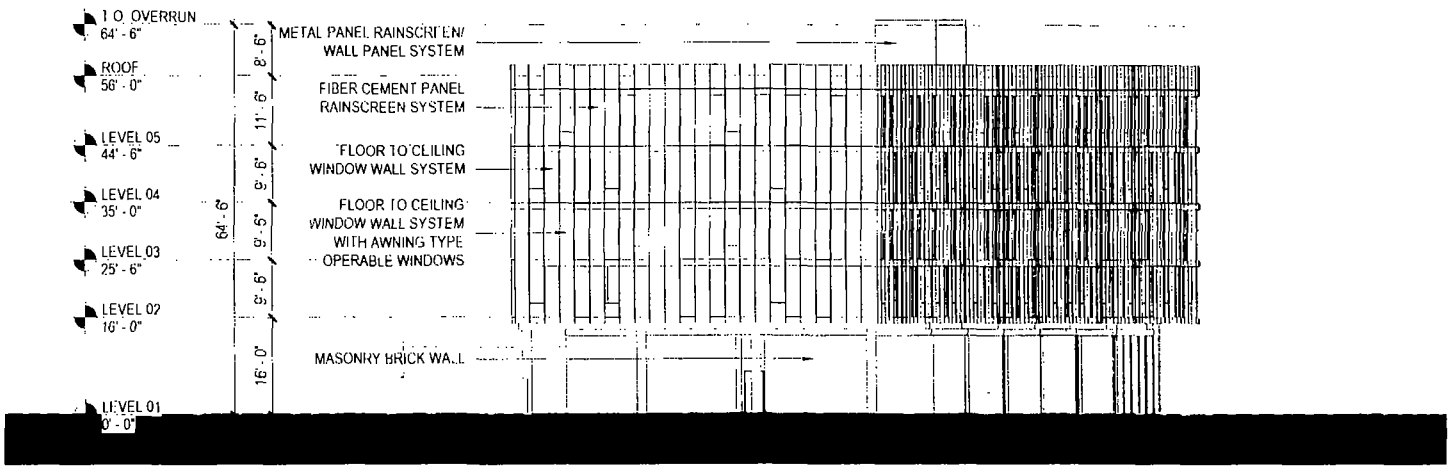 T.O. OVERRUN
64' - 6"
ROOF
56' - 0"
LEVEL 05
44' - 6"
LEVEL 04
35' - 0"
LEVEL 03
25' - 6"
LEVEL 02
16' - 0"
LEVEL 01
0' - 0"
64' - 6"
8' - 6"
11' - 6"
9' - 6"
9' - 6"
9' - 6"
16' - 0"
METAL PANEL RAINSCREEN/
WALL PANEL SYSTEM
FIBER CEMENT PANEL
RAINSCREEN SYSTEM
FLOOR TO CEILING
WINDOW WALL SYSTEM
FLOOR TO CEILING
WINDOW WALL SYSTEM
WITH AWNING TYPE
OPERABLE WINDOWS
MASONRY BRICK WALL